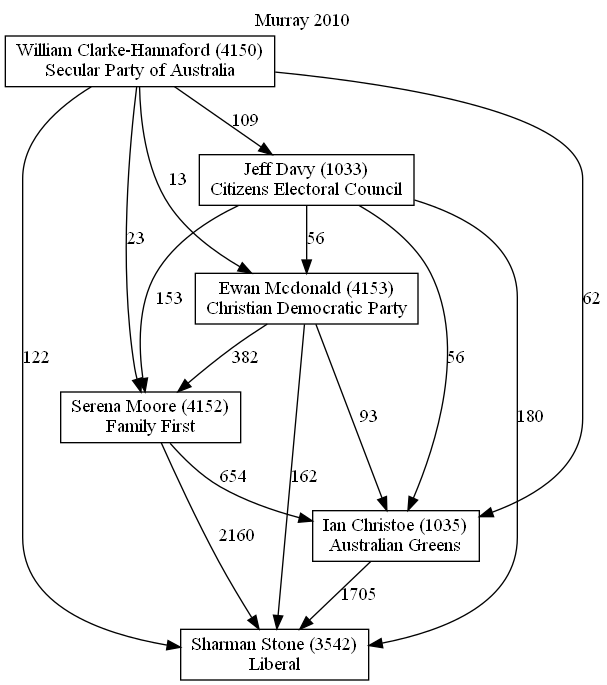 Murray 2010
William Clarke-Hannaford (4150)
Secular Party of Australia
109
Jeff Davy (1033)
Citizens Electoral Council
13
23
56
62
153
Ewan Mcdonald (4153)
Christian Democratic Party
122
382
56
Serena Moore (4152)
Family First
93
180
654
162
Ian Christoe (1035)
Australian Greens
2160
1705
Sharman Stone (3542)
Liberal